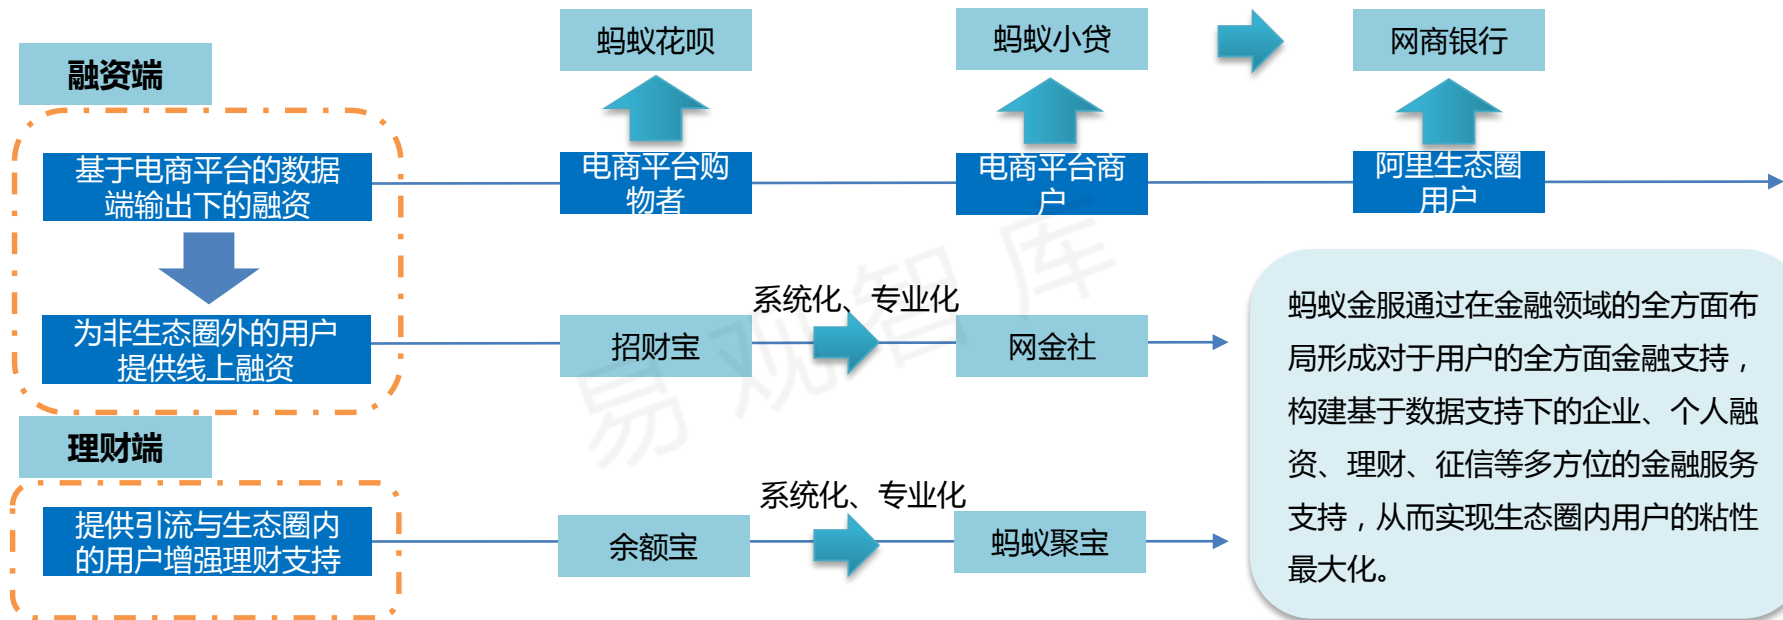 融资端
蚂蚁花呗
蚂蚁小贷
网商银行
基于电商平台的数据
端输出下的融资
电商平台购
物者
电商平台商
户
阿里生态圈
用户
为非生态圈外的用户
提供线上融资
招财宝
系统化、专业化
网金社
理财端
提供引流与生态圈内
的用户增强理财支持
余额宝
系统化、专业化
蚂蚁聚宝
蚂蚁金服通过在金融领域的全方面布
局形成对于用户的全方面金融支持，
构建基于数据支持下的企业、个人融
资、理财、征信等多方位的金融服务
支持，从而实现生态圈内用户的粘性
最大化。
易观智库